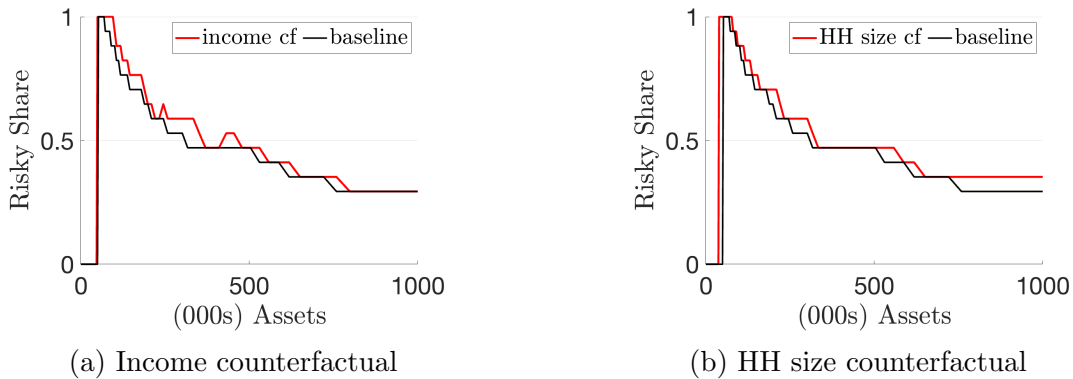 1
income cf
baseline
Risky Share
0.5
0
0
500
1000
(000s) Assets
(a) Income counterfactual
1
HH size cf
baseline
Risky Share
0.5
0
0
500
1000
(000s) Assets
(b) HH size counterfactual